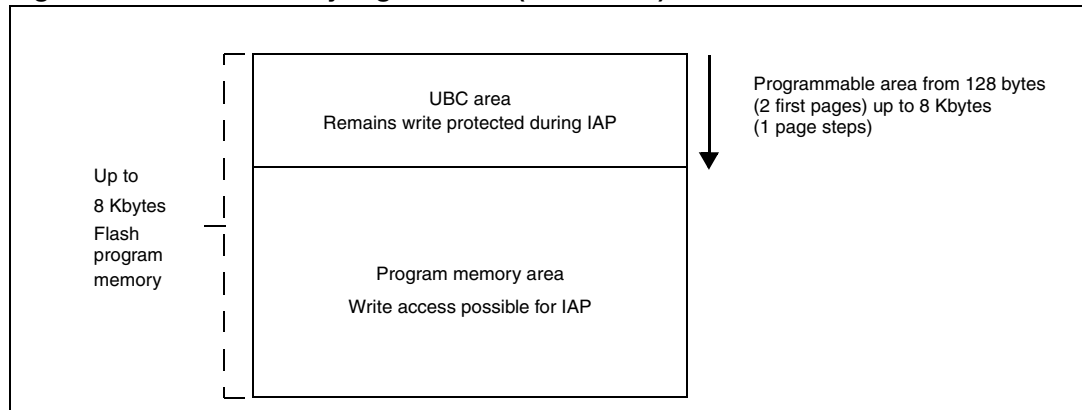 UBC area
Remains write protected during IAP
Programmable area from 128 bytes
(2 first pages) up to 8 Kbytes
(1 page steps)
Up to
8 Kbytes
Flash
program
memory
Program memory area
Write access possible for IAP